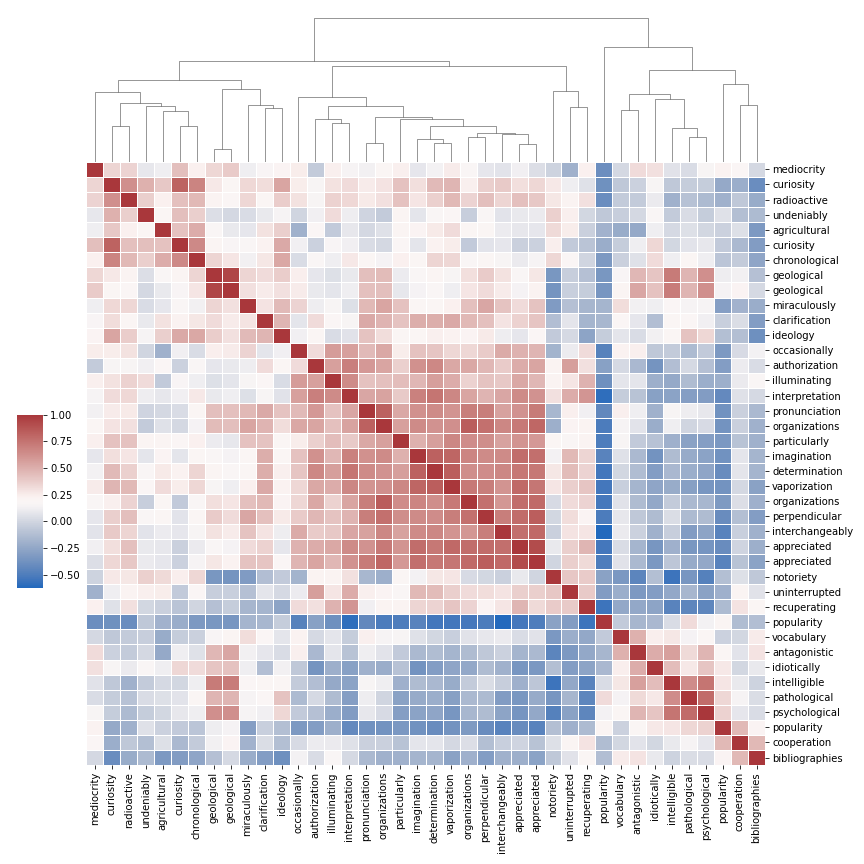 mediocrity
curiosity
radioactive
undeniably
agricultural
curiosity
chronological
geological
geological
miraculously
clarification
ideology
occasionally
authorization
illuminating
interpretation
pronunciation
organizations
particularly
imagination
determination
vaporization
organizations
perpendicular
interchangeably
appreciated
appreciated
notoriety
uninterrupted
recuperating
popularity
vocabulary
antagonistic
idiotically
intelligible
pathological
psychological
popularity
cooperation
bibliographies
1.00
0.75
0.50
0.25
0.00
−0.25
−0.50
mediocrity
curiosity
radioactive
undeniably
agricultural
curiosity
chronological
geological
geological
miraculously
clarification
ideology
occasionally
authorization
illuminating
interpretation
pronunciation
organizations
particularly
imagination
determination
vaporization
organizations
perpendicular
interchangeably
appreciated
appreciated
notoriety
uninterrupted
recuperating
popularity
vocabulary
antagonistic
idiotically
intelligible
pathological
psychological
popularity
cooperation
bibliographies